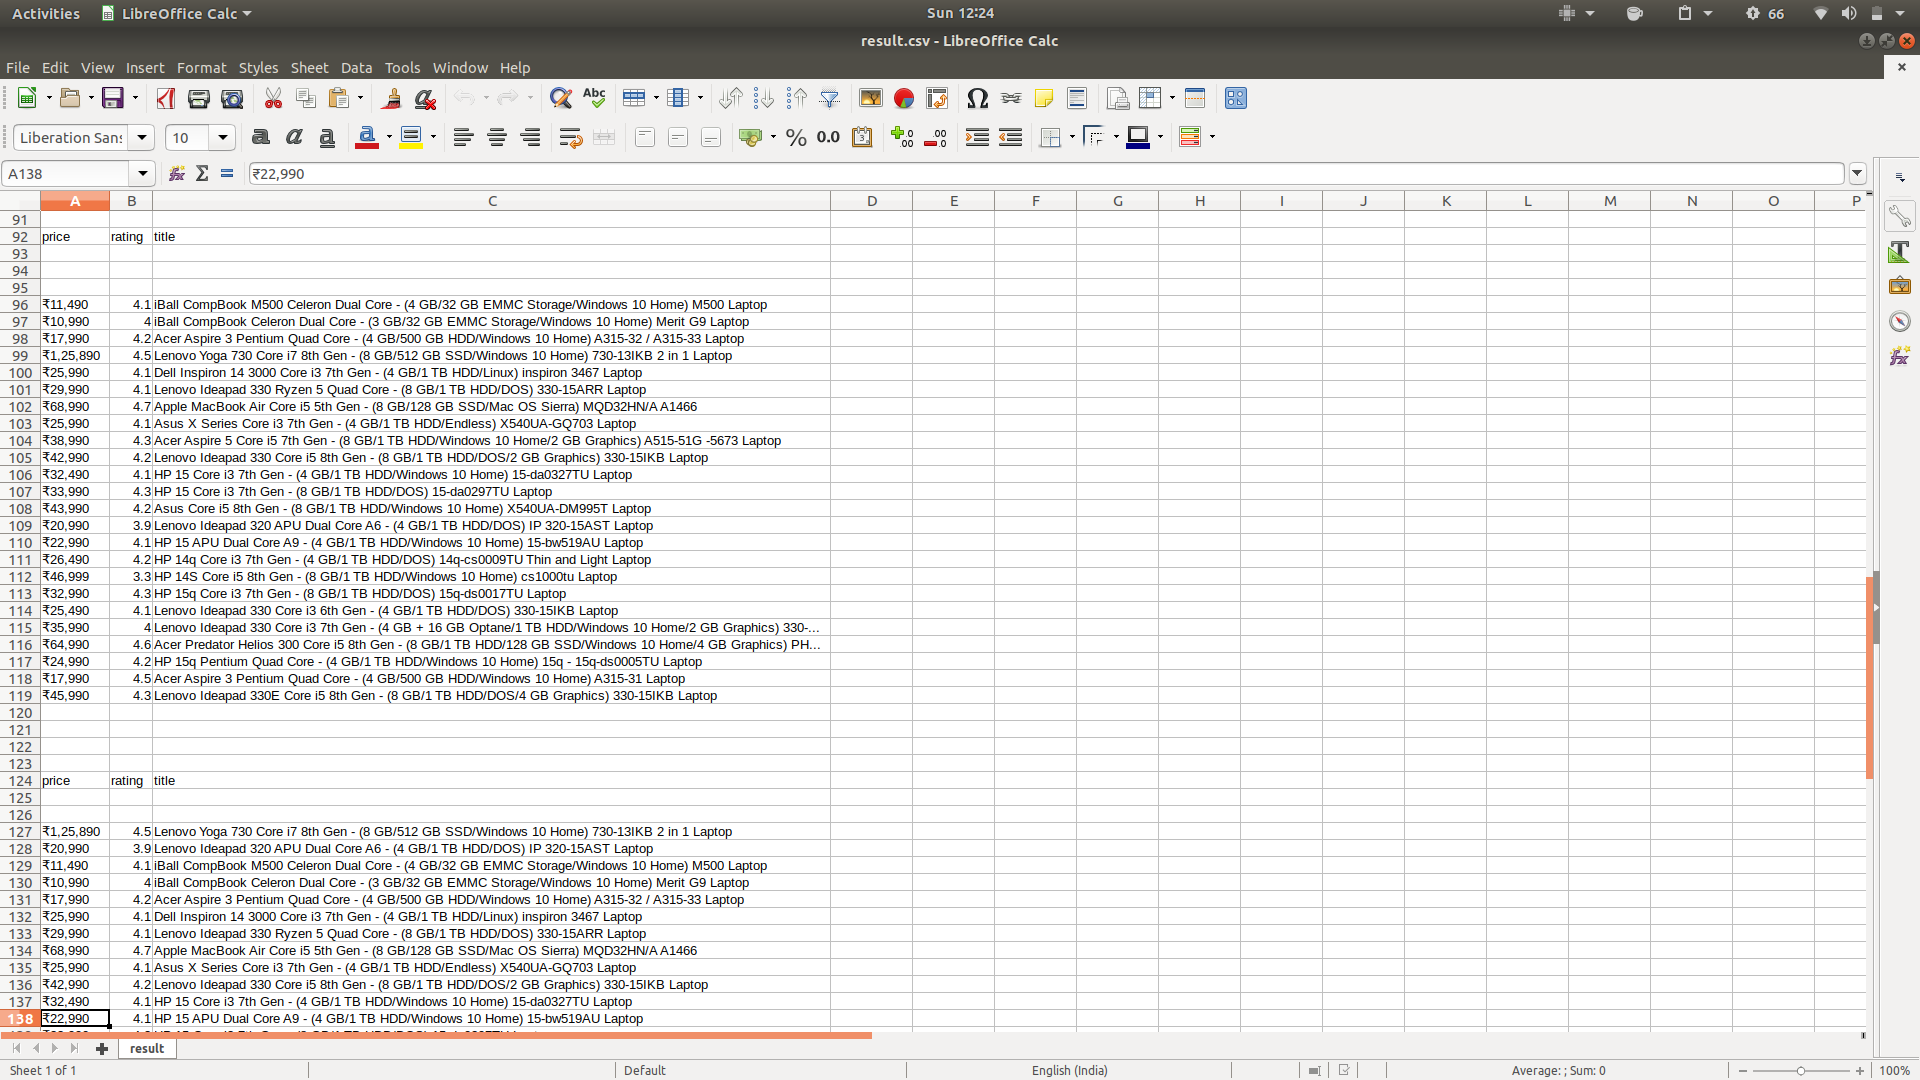 Activities LibreOffice Calc Sun 12:24 66
result.csv - LibreOffice Calc
File Edit View Insert Format Styles Sheet Data Tools Window Help
Liberation Sans 10
A138 ₹22,990
A B C D E F G H I J K L M N O P
91
92 price rating title
93
94
95
96 ₹11,490 4.1 iBall CompBook M500 Celeron Dual Core - (4 GB/32 GB EMMC Storage/Windows 10 Home) M500 Laptop
97 ₹10,990 4 iBall CompBook Celeron Dual Core - (3 GB/32 GB EMMC Storage/Windows 10 Home) Merit G9 Laptop
98 ₹17,990 4.2 Acer Aspire 3 Pentium Quad Core - (4 GB/500 GB HDD/Windows 10 Home) A315-32 / A315-33 Laptop
99 ₹1,25,890 4.5 Lenovo Yoga 730 Core i7 8th Gen - (8 GB/512 GB SSD/Windows 10 Home) 730-13IKB 2 in 1 Laptop
100 ₹25,990 4.1 Dell Inspiron 14 3000 Core i3 7th Gen - (4 GB/1 TB HDD/Linux) inspiron 3467 Laptop
101 ₹29,990 4.1 Lenovo Ideapad 330 Ryzen 5 Quad Core - (8 GB/1 TB HDD/DOS) 330-15ARR Laptop
102 ₹68,990 4.7 Apple MacBook Air Core i5 5th Gen - (8 GB/128 GB SSD/Mac OS Sierra) MQD32HN/A A1466
103 ₹25,990 4.1 Asus X Series Core i3 7th Gen - (4 GB/1 TB HDD/Endless) X540UA-GQ703 Laptop
104 ₹38,990 4.3 Acer Aspire 5 Core i5 7th Gen - (8 GB/1 TB HDD/Windows 10 Home/2 GB Graphics) A515-51G -5673 Laptop
105 ₹42,990 4.2 Lenovo Ideapad 330 Core i5 8th Gen - (8 GB/1 TB HDD/DOS/2 GB Graphics) 330-15IKB Laptop
106 ₹32,490 4.1 HP 15 Core i3 7th Gen - (4 GB/1 TB HDD/Windows 10 Home) 15-da0327TU Laptop
107 ₹33,990 4.3 HP 15 Core i3 7th Gen - (8 GB/1 TB HDD/DOS) 15-da0297TU Laptop
108 ₹43,990 4.2 Asus Core i5 8th Gen - (8 GB/1 TB HDD/Windows 10 Home) X540UA-DM995T Laptop
109 ₹20,990 3.9 Lenovo Ideapad 320 APU Dual Core A6 - (4 GB/1 TB HDD/DOS) IP 320-15AST Laptop
110 ₹22,990 4.1 HP 15 APU Dual Core A9 - (4 GB/1 TB HDD/Windows 10 Home) 15-bw519AU Laptop
111 ₹26,490 4.2 HP 14q Core i3 7th Gen - (4 GB/1 TB HDD/DOS) 14q-cs0009TU Thin and Light Laptop
112 ₹46,999 3.3 HP 14S Core i5 8th Gen - (8 GB/1 TB HDD/Windows 10 Home) cs1000tu Laptop
113 ₹32,990 4.3 HP 15q Core i3 7th Gen - (8 GB/1 TB HDD/DOS) 15q-ds0017TU Laptop
114 ₹25,490 4.1 Lenovo Ideapad 330 Core i3 6th Gen - (4 GB/1 TB HDD/DOS) 330-15IKB Laptop
115 ₹35,990 4 Lenovo Ideapad 330 Core i3 7th Gen - (4 GB + 16 GB Optane/1 TB HDD/Windows 10 Home/2 GB Graphics) 330-...
116 ₹64,990 4.6 Acer Predator Helios 300 Core i5 8th Gen - (8 GB/1 TB HDD/128 GB SSD/Windows 10 Home/4 GB Graphics) PH...
117 ₹24,990 4.2 HP 15q Pentium Quad Core - (4 GB/1 TB HDD/Windows 10 Home) 15q - 15q-ds0005TU Laptop
118 ₹17,990 4.5 Acer Aspire 3 Pentium Quad Core - (4 GB/500 GB HDD/Windows 10 Home) A315-31 Laptop
119 ₹45,990 4.3 Lenovo Ideapad 330E Core i5 8th Gen - (8 GB/1 TB HDD/DOS/4 GB Graphics) 330-15IKB Laptop
120
121
122
123
124 price rating title
125
126
127 ₹1,25,890 4.5 Lenovo Yoga 730 Core i7 8th Gen - (8 GB/512 GB SSD/Windows 10 Home) 730-13IKB 2 in 1 Laptop
128 ₹20,990 3.9 Lenovo Ideapad 320 APU Dual Core A6 - (4 GB/1 TB HDD/DOS) IP 320-15AST Laptop
129 ₹11,490 4.1 iBall CompBook M500 Celeron Dual Core - (4 GB/32 GB EMMC Storage/Windows 10 Home) M500 Laptop
130 ₹10,990 4 iBall CompBook Celeron Dual Core - (3 GB/32 GB EMMC Storage/Windows 10 Home) Merit G9 Laptop
131 ₹17,990 4.2 Acer Aspire 3 Pentium Quad Core - (4 GB/500 GB HDD/Windows 10 Home) A315-32 / A315-33 Laptop
132 ₹25,990 4.1 Dell Inspiron 14 3000 Core i3 7th Gen - (4 GB/1 TB HDD/Linux) inspiron 3467 Laptop
133 ₹29,990 4.1 Lenovo Ideapad 330 Ryzen 5 Quad Core - (8 GB/1 TB HDD/DOS) 330-15ARR Laptop
134 ₹68,990 4.7 Apple MacBook Air Core i5 5th Gen - (8 GB/128 GB SSD/Mac OS Sierra) MQD32HN/A A1466
135 ₹25,990 4.1 Asus X Series Core i3 7th Gen - (4 GB/1 TB HDD/Endless) X540UA-GQ703 Laptop
136 ₹42,990 4.2 Lenovo Ideapad 330 Core i5 8th Gen - (8 GB/1 TB HDD/DOS/2 GB Graphics) 330-15IKB Laptop
137 ₹32,490 4.1 HP 15 Core i3 7th Gen - (4 GB/1 TB HDD/Windows 10 Home) 15-da0327TU Laptop
138 ₹22,990 4.1 HP 15 APU Dual Core A9 - (4 GB/1 TB HDD/Windows 10 Home) 15-bw519AU Laptop
result
Sheet 1 of 1 Default English (India) Average: ; Sum: 0 100%